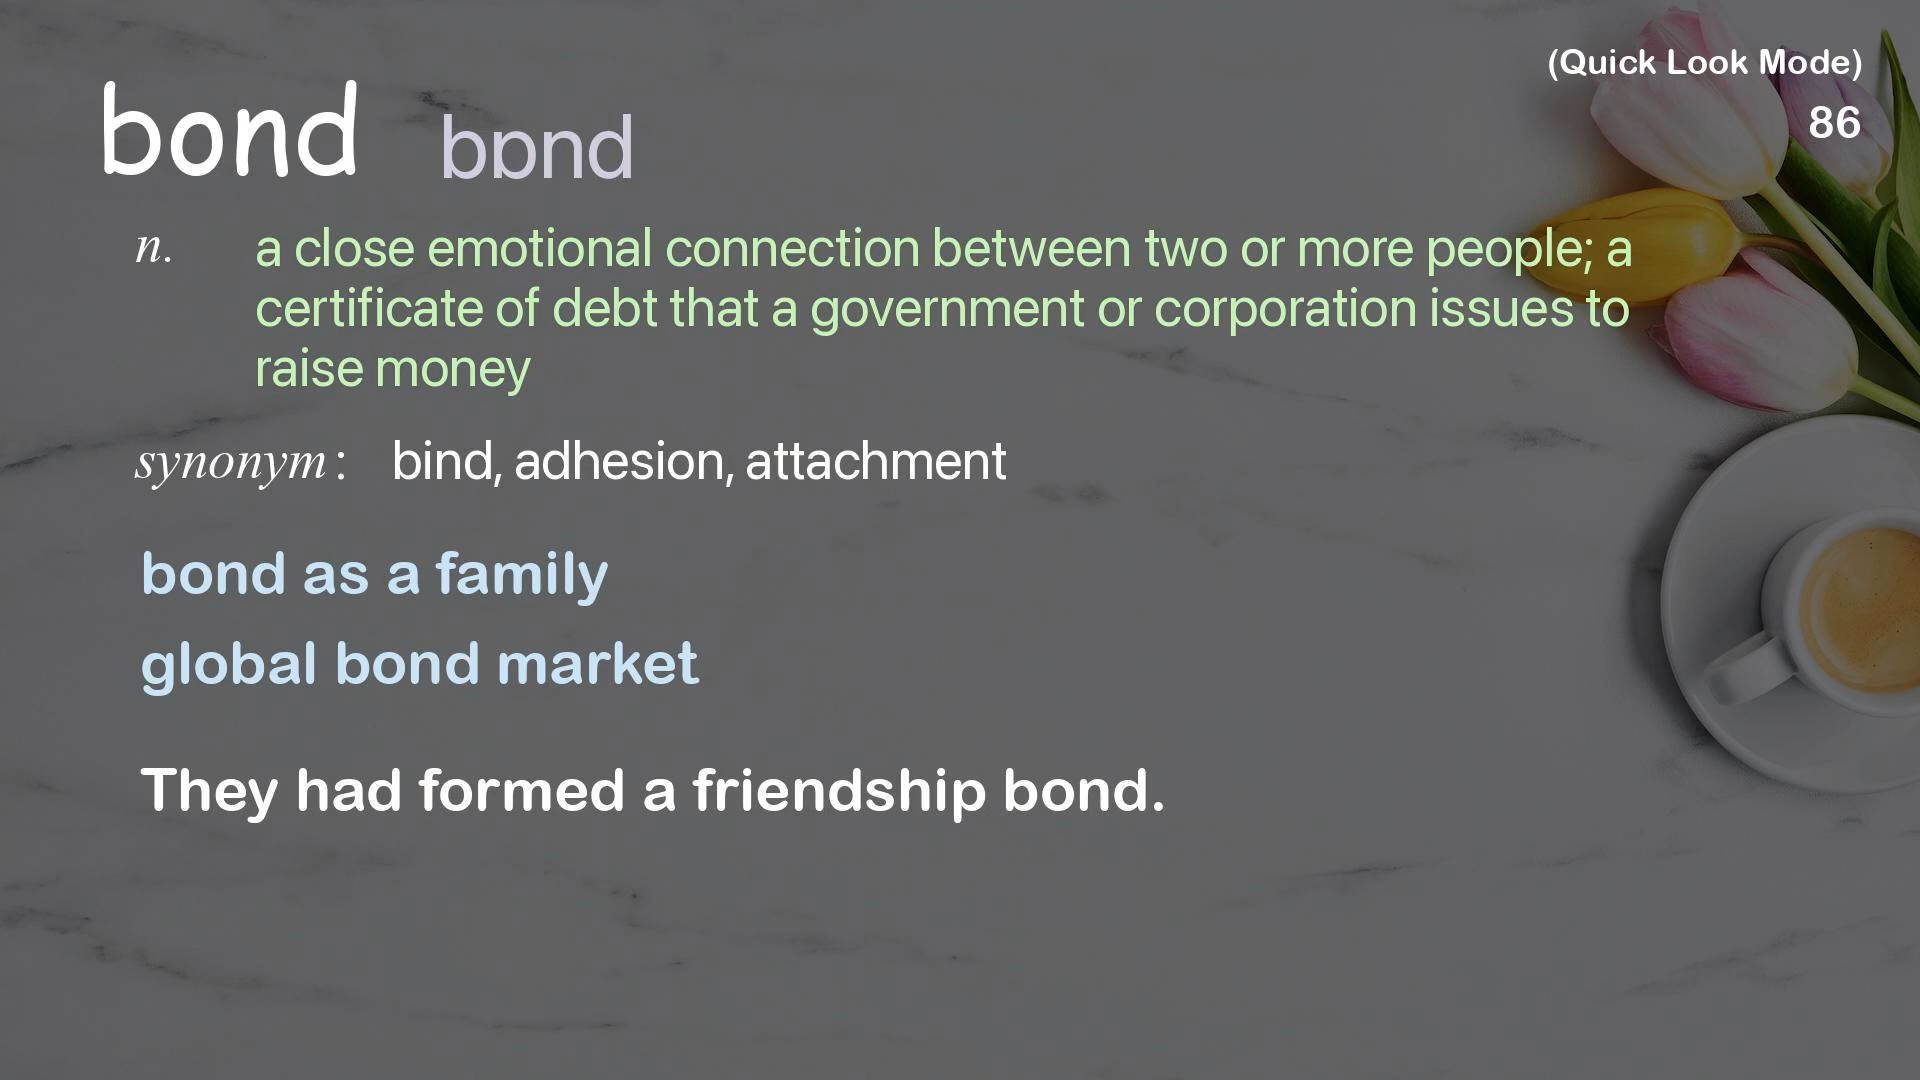 (Quick Look Mode)
86
bond bɒnd
n. a close emotional connection between two or more people; a
certificate of debt that a government or corporation issues to
raise money
synonym: bind, adhesion, attachment
bond as a family
global bond market
They had formed a friendship bond.